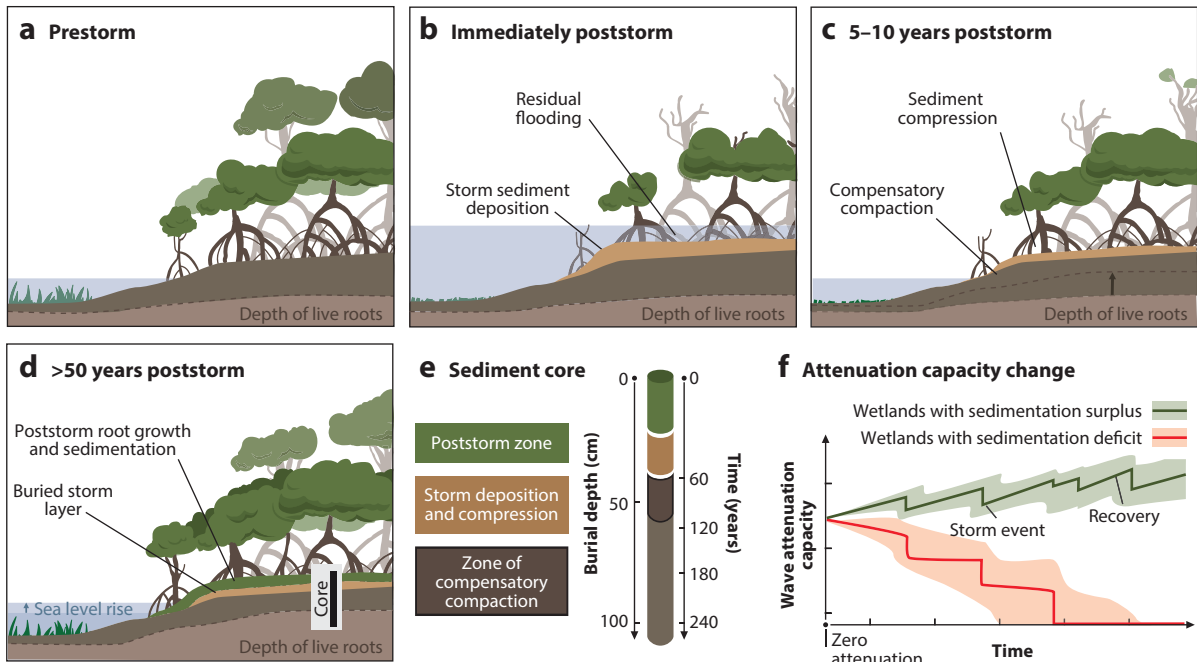 a Prestorm
Depth of live roots
b Immediately poststorm
Residual
flooding
Storm sediment
deposition
Depth of live roots
c 5–10 years poststorm
Sediment
compression
Compensatory
compaction
Depth of live roots
d >50 years poststorm
Poststorm root growth
and sedimentation
Buried storm
layer
Sea level rise
Core
Depth of live roots
e Sediment core
Poststorm zone
Storm deposition
and compression
Zone of
compensatory
compaction
Burial depth (cm)
0
50
100
0
60
120
180
240
Time (years)
f Attenuation capacity change
Wetlands with sedimentation surplus
Wetlands with sedimentation deficit
Wave attenuation
capacity
Storm event
Recovery
0
Zero
attenuation
Time